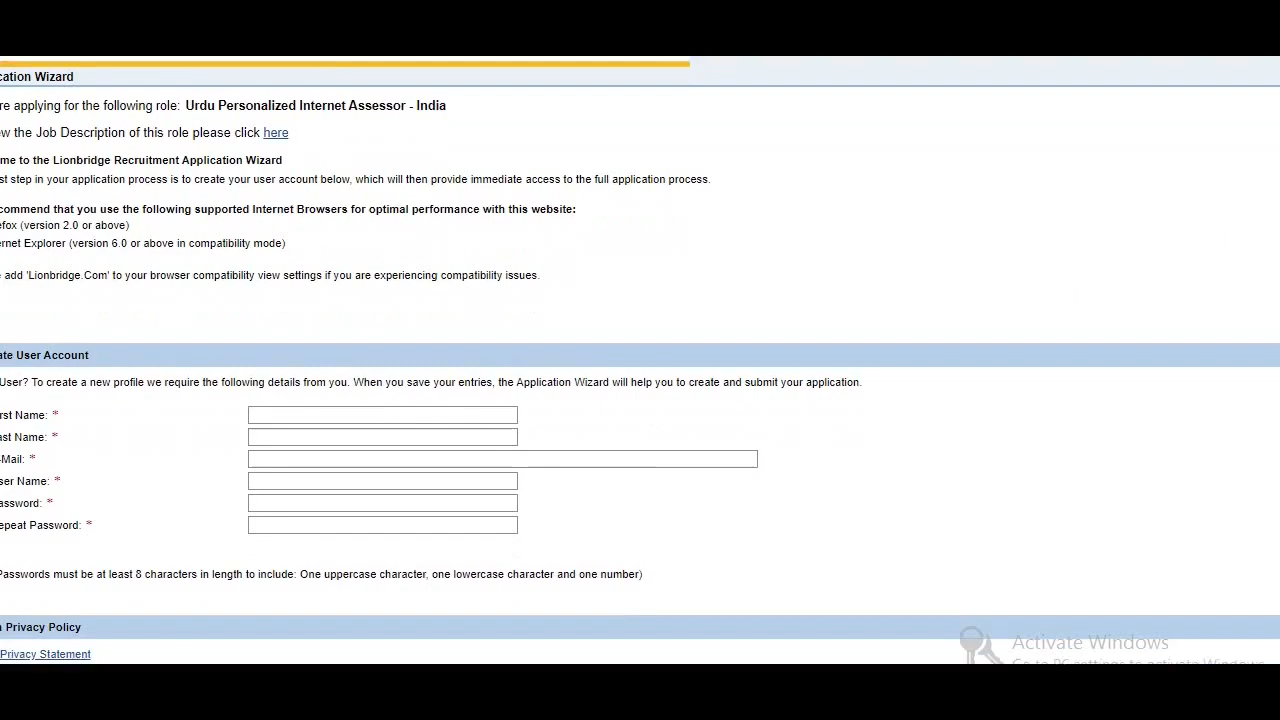 cation Wizard
re applying for the following role: Urdu Personalized Internet Assessor - India
w the Job Description of this role please click here
me to the Lionbridge Recruitment Application Wizard
st step in your application process is to create your user account below, which will then provide immediate access to the full application process.
commend that you use the following supported Internet Browsers for optimal performance with this website:
efox (version 2.0 or above)
ernet Explorer (version 6.0 or above in compatibility mode)
add 'Lionbridge.Com' to your browser compatibility view settings if you are experiencing compatibility issues.
ate User Account
User? To create a new profile we require the following details from you. When you save your entries, the Application Wizard will help you to create and submit your application.
rst Name: *
ast Name: *
-Mail: *
ser Name: *
assword: *
epeat Password: *
Passwords must be at least 8 characters in length to include: One uppercase character, one lowercase character and one number)
Privacy Policy
Privacy Statement
Activate Windows
Go to PC settings to activate Windows